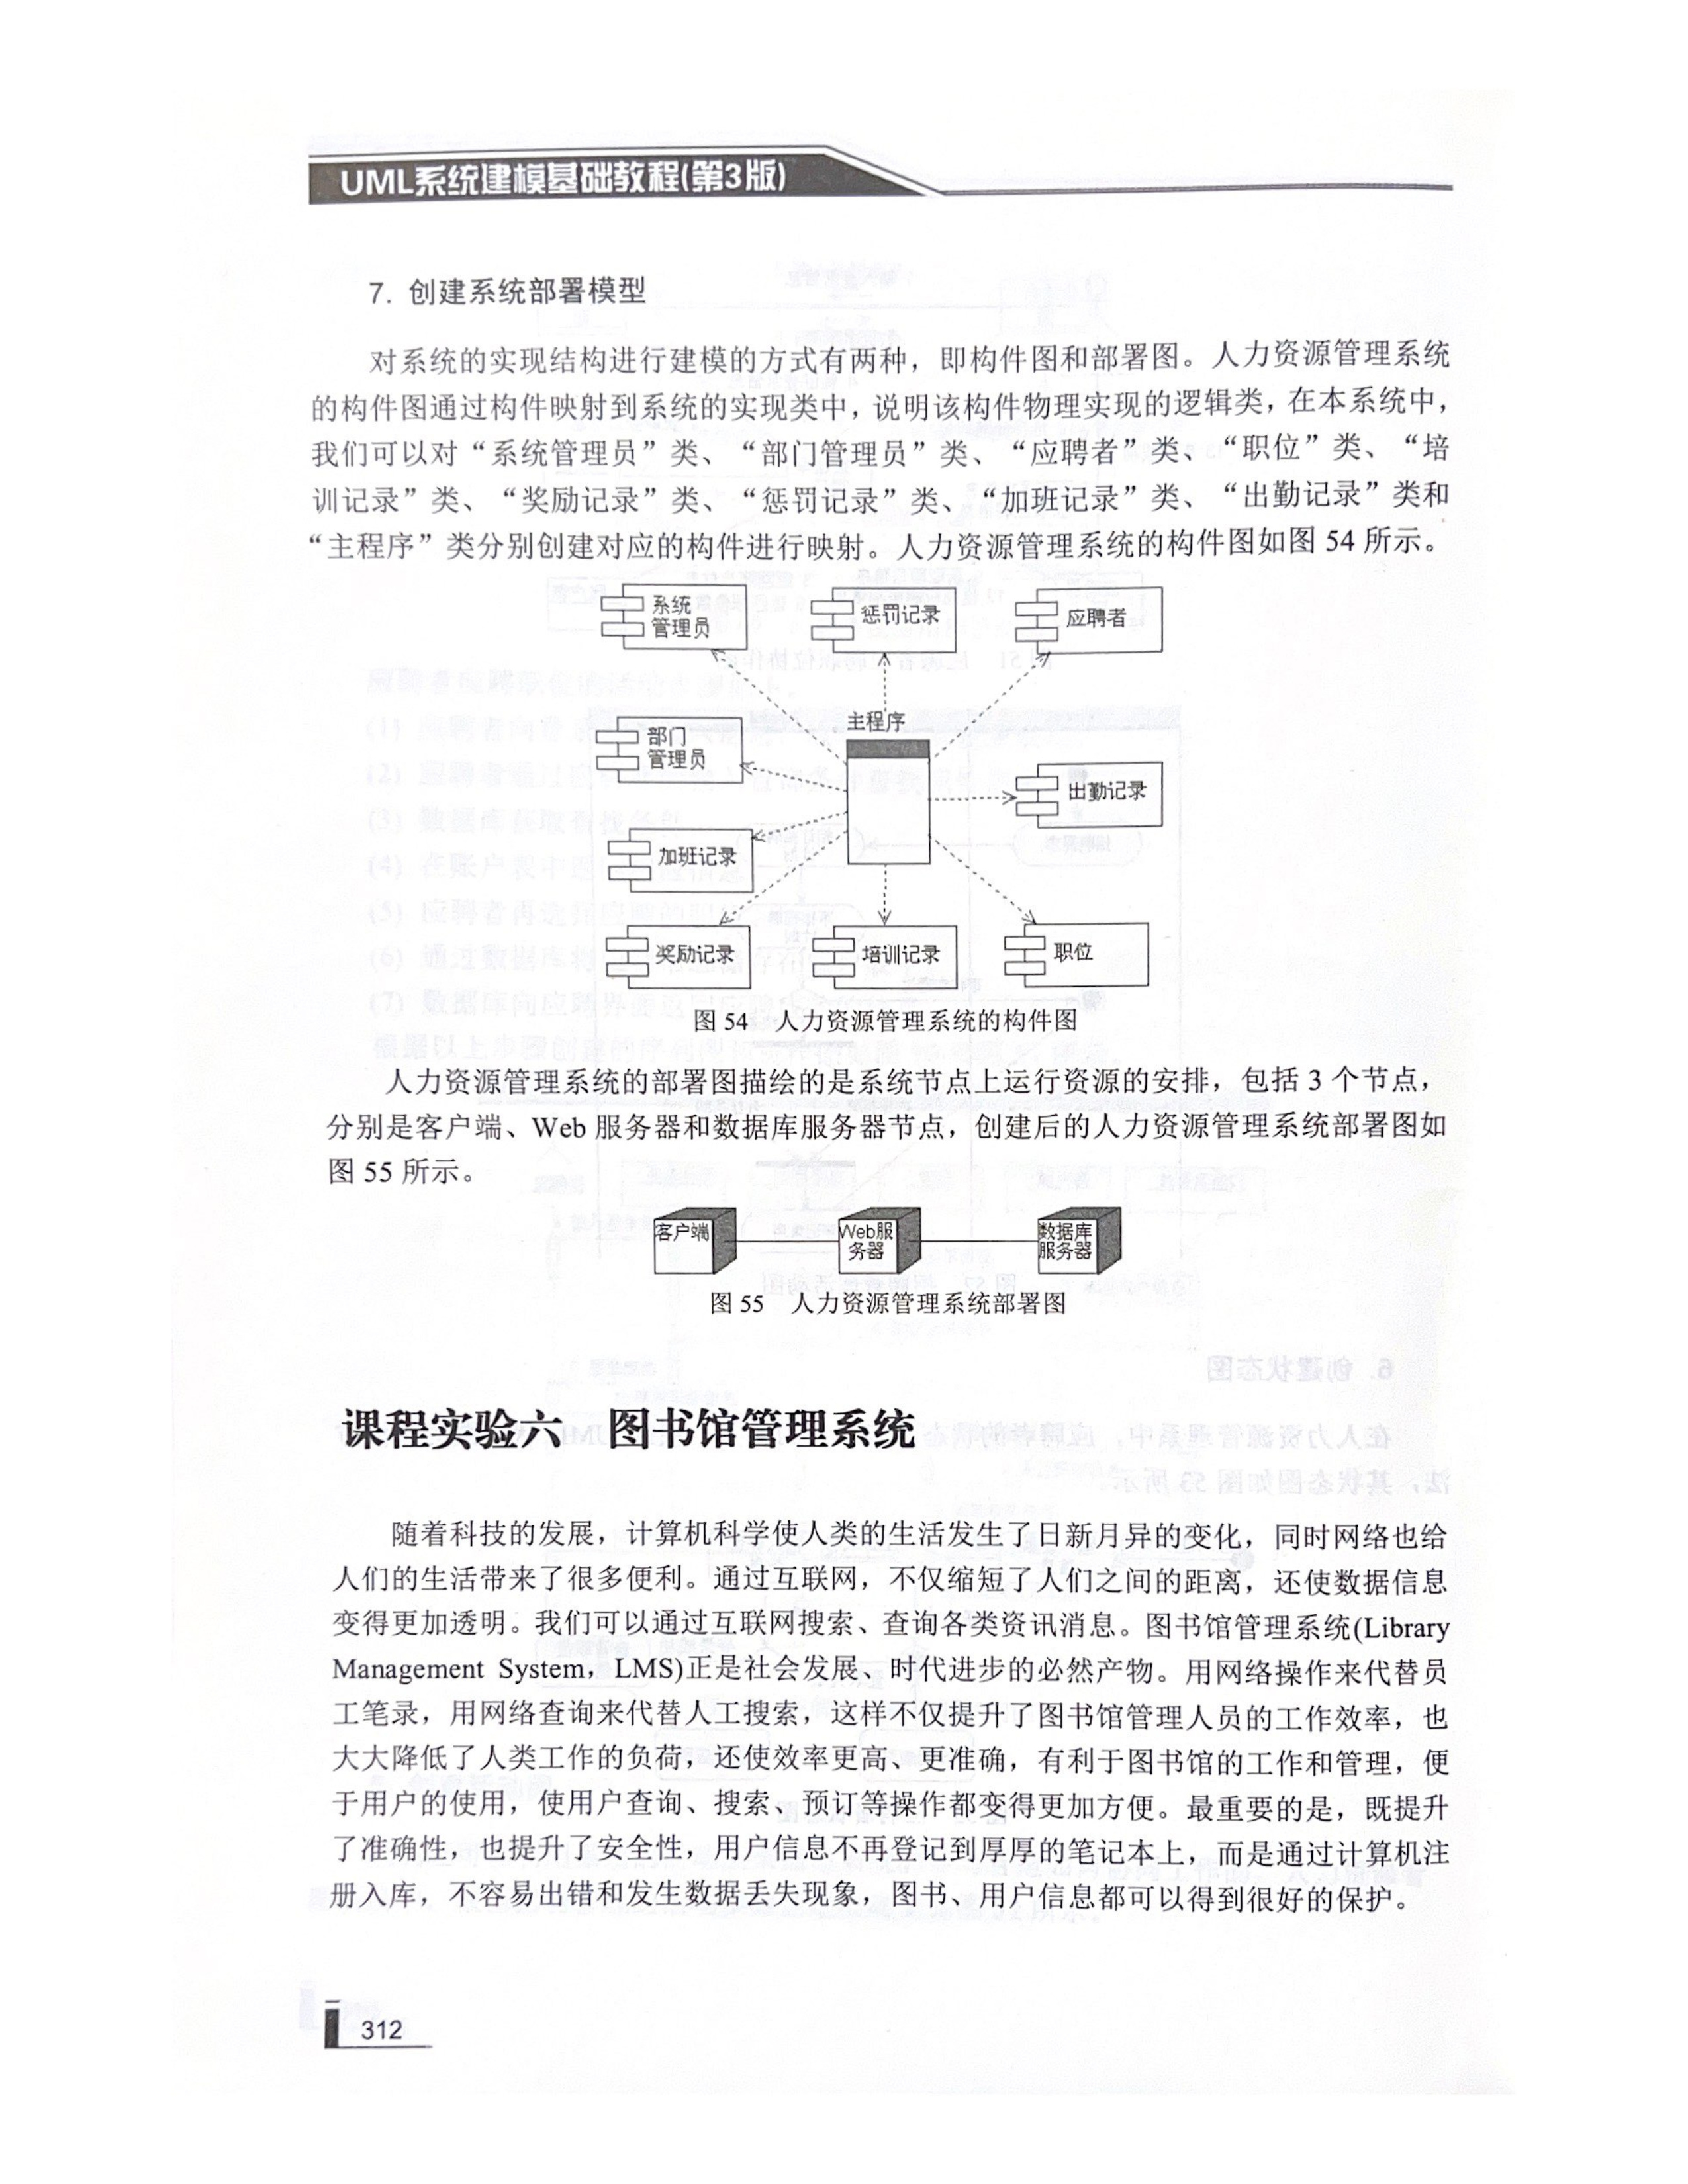 UML系统建模基础教程(第3版)
7. 创建系统部署模型
对系统的实现结构进行建模的方式有两种，即构件图和部署图。人力资源管理系统
的构件图通过构件映射到系统的实现类中，说明该构件物理实现的逻辑类，在本系统中，
我们可以对“系统管理员”类、“部门管理员”类、“应聘者”类、“职位”类、“培
训记录”类、“奖励记录”类、“惩罚记录”类、“加班记录”类、“出勤记录”类和
“主程序”类分别创建对应的构件进行映射。人力资源管理系统的构件图如图 54 所示。
系统
管理员
惩罚记录
应聘者
主程序
部门
管理员
出勤记录
加班记录
奖励记录
培训记录
职位
图 54 人力资源管理系统的构件图
人力资源管理系统的部署图描绘的是系统节点上运行资源的安排，包括 3 个节点，
分别是客户端、Web 服务器和数据库服务器节点，创建后的人力资源管理系统部署图如
图 55 所示。
客户端
Web服
务器
数据库
服务器
图 55 人力资源管理系统部署图
课程实验六 图书馆管理系统
随着科技的发展，计算机科学使人类的生活发生了日新月异的变化，同时网络也给
人们的生活带来了很多便利。通过互联网，不仅缩短了人们之间的距离，还使数据信息
变得更加透明。我们可以通过互联网搜索、查询各类资讯消息。图书馆管理系统(Library
Management System，LMS)正是社会发展、时代进步的必然产物。用网络操作来代替员
工笔录，用网络查询来代替人工搜索，这样不仅提升了图书馆管理人员的工作效率，也
大大降低了人类工作的负荷，还使效率更高、更准确，有利于图书馆的工作和管理，便
于用户的使用，使用户查询、搜索、预订等操作都变得更加方便。最重要的是，既提升
了准确性，也提升了安全性，用户信息不再登记到厚厚的笔记本上，而是通过计算机注
册入库，不容易出错和发生数据丢失现象，图书、用户信息都可以得到很好的保护。
312